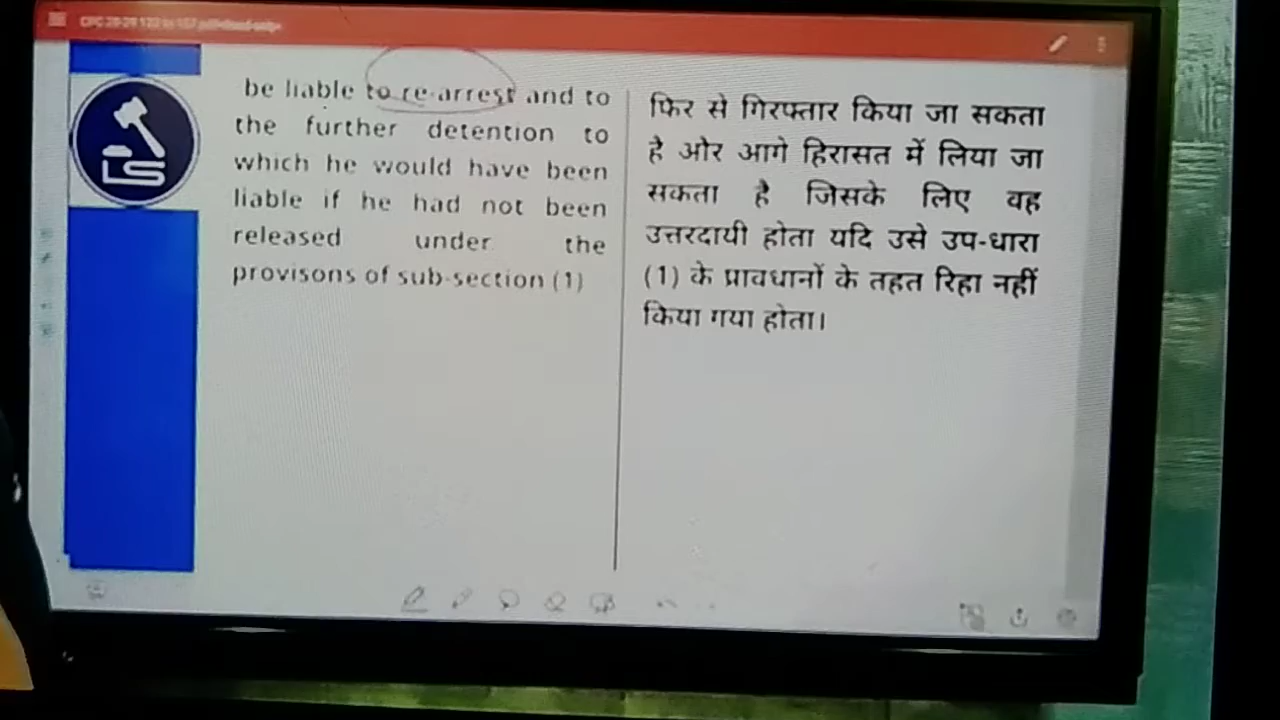 be liable to re-arrest and to
the further detention to
which he would have been
liable if he had not been
released under the
provisons of sub-section (1)
फिर से गिरफ्तार किया जा सकता
है और आगे हिरासत में लिया जा
सकता है जिसके लिए वह
उत्तरदायी होता यदि उसे उप-धारा
(1) के प्रावधानों के तहत रिहा नहीं
किया गया होता।
LS